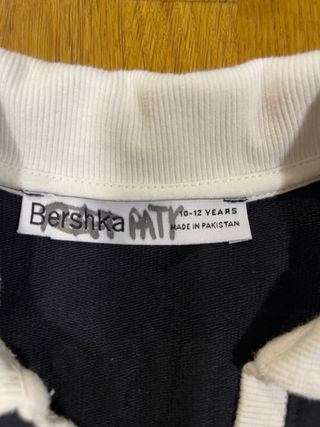 Bershka
PATY
10-12 YEARS
MADE IN PAKISTAN